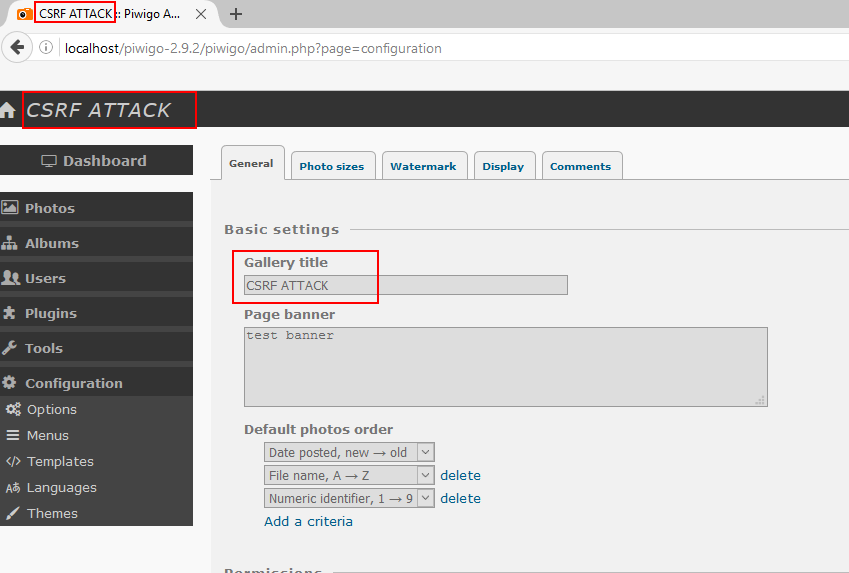 CSRF ATTACK :: Piwigo A...
localhost/piwigo-2.9.2/piwigo/admin.php?page=configuration
CSRF ATTACK
Dashboard
Photos
Albums
Users
Plugins
Tools
Configuration
Options
Menus
Templates
Languages
Themes
General
Photo sizes
Watermark
Display
Comments
Basic settings
Gallery title
CSRF ATTACK
Page banner
test banner
Default photos order
Date posted, new → old
File name, A → Z
delete
Numeric identifier, 1 → 9
delete
Add a criteria
Permissions